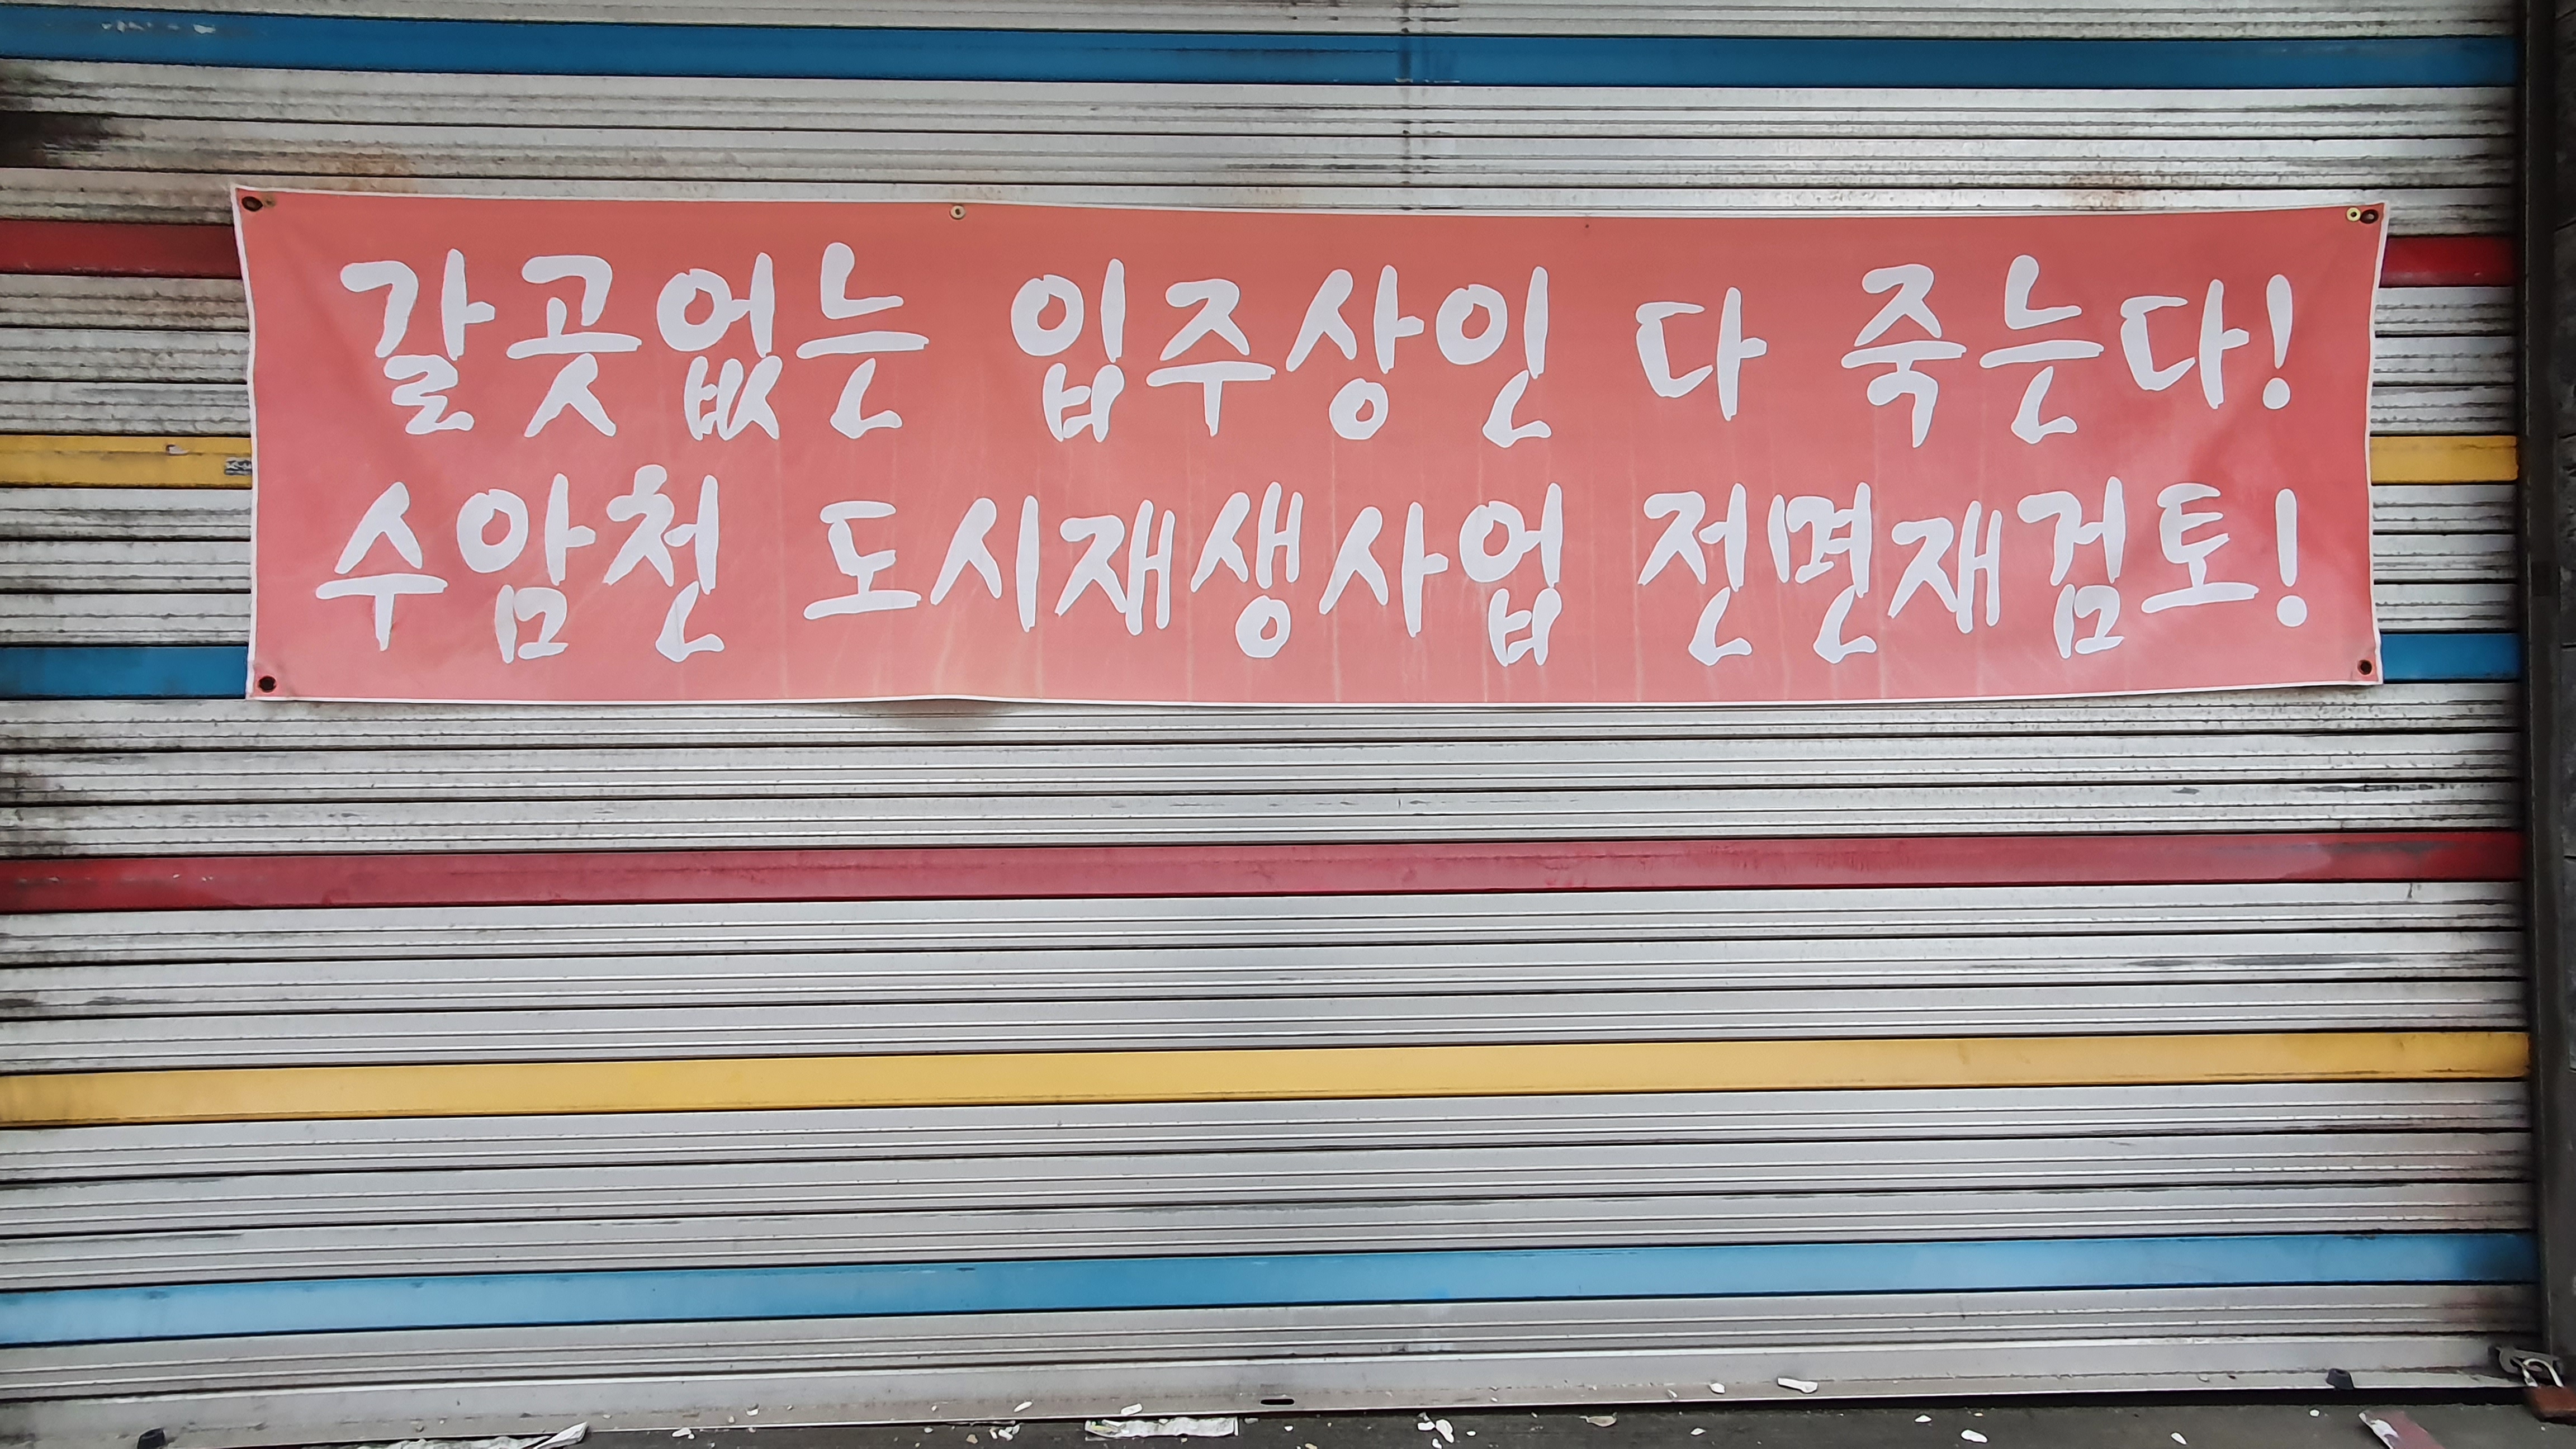 갈곳없는 입주상인 다 죽는다!
수암천 도시재생사업 전면재검토!